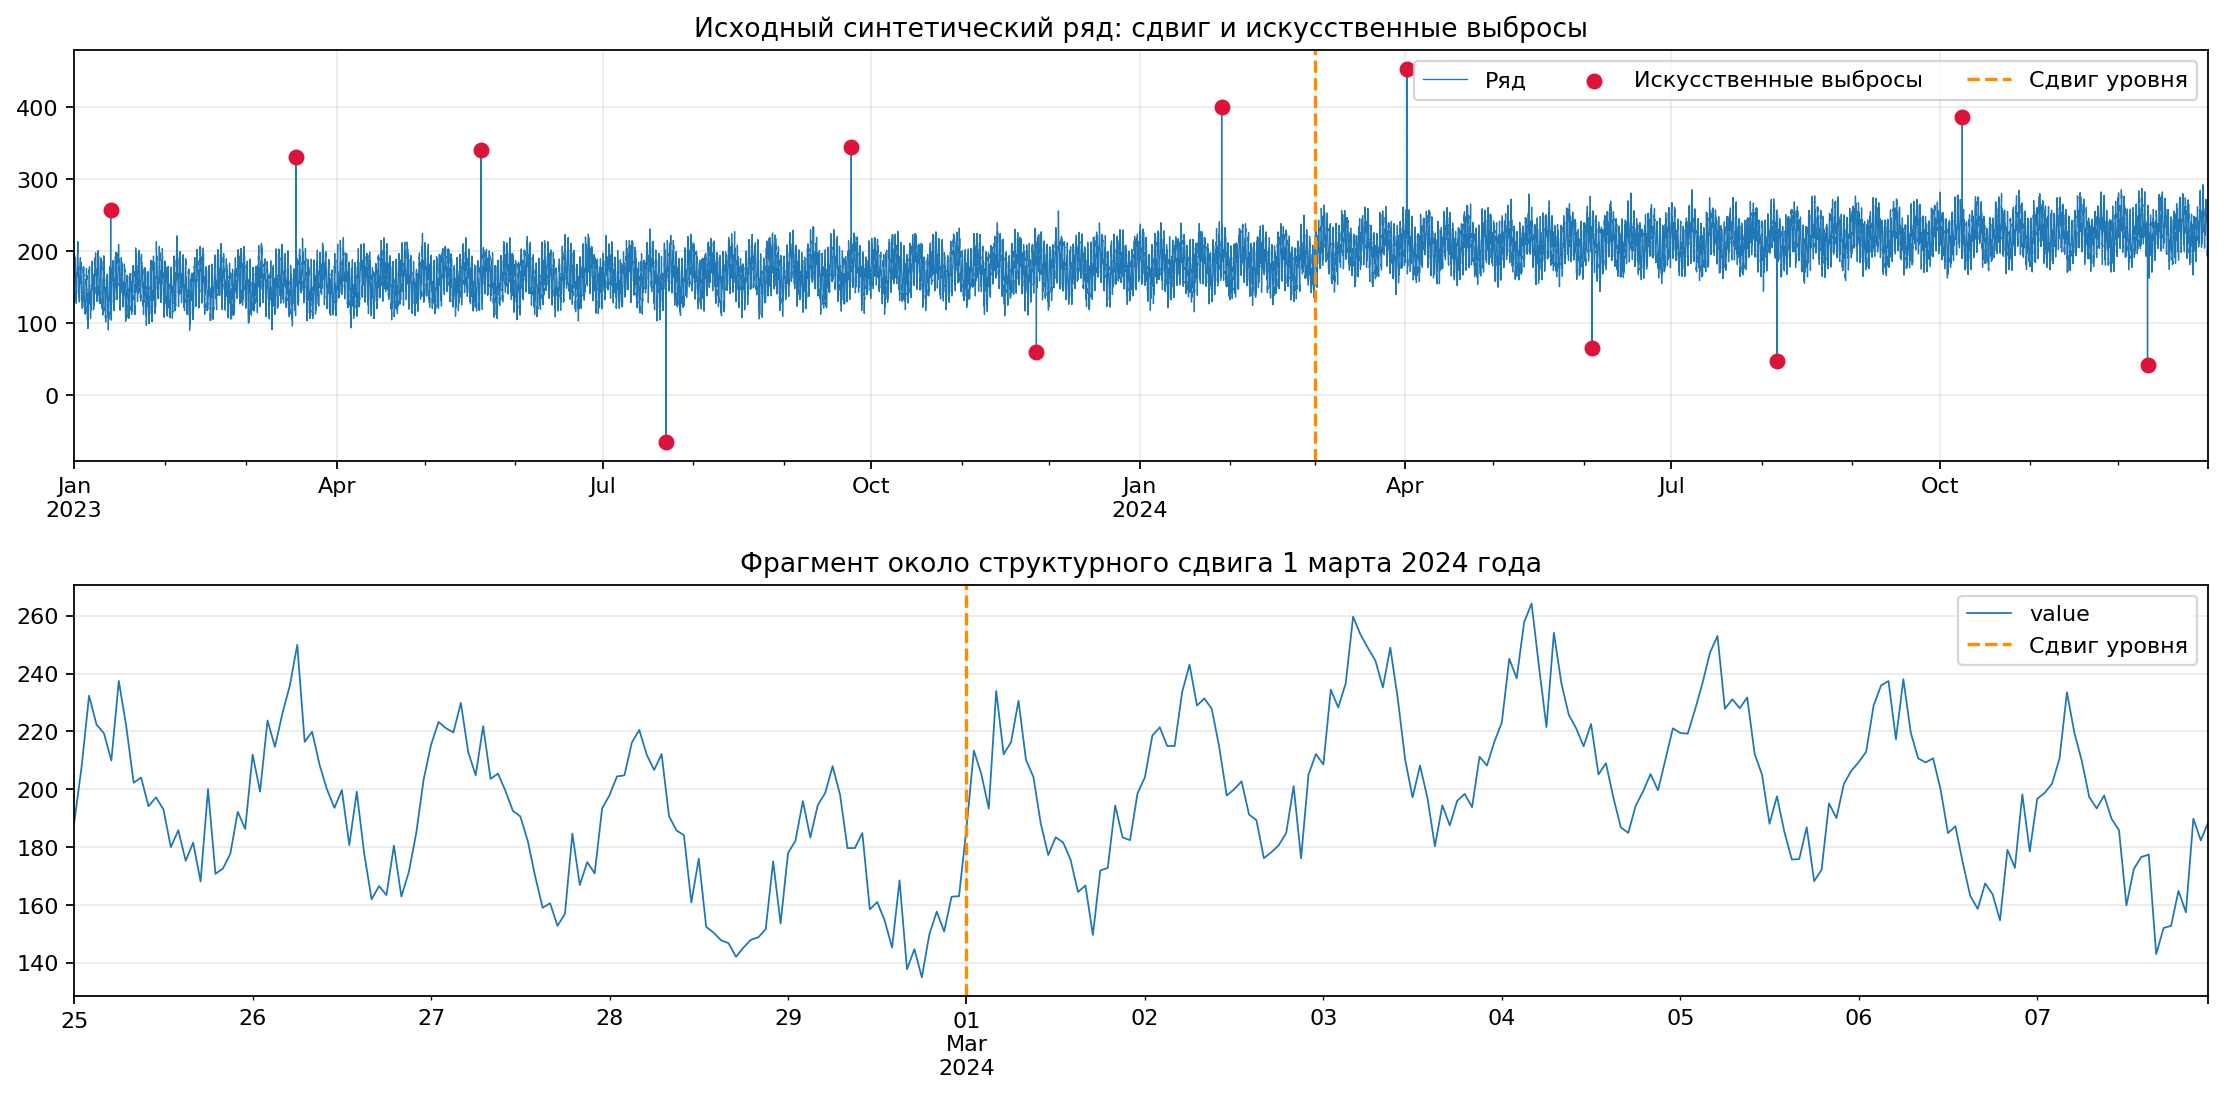 Исходный синтетический ряд: сдвиг и искусственные выбросы
Ряд Искусственные выбросы Сдвиг уровня
400
300
200
100
0
Jan Apr Jul Oct Jan Apr Jul Oct
2023 2024
Фрагмент около структурного сдвига 1 марта 2024 года
value
Сдвиг уровня
260
240
220
200
180
160
140
25 26 27 28 29 01 02 03 04 05 06 07
Mar
2024